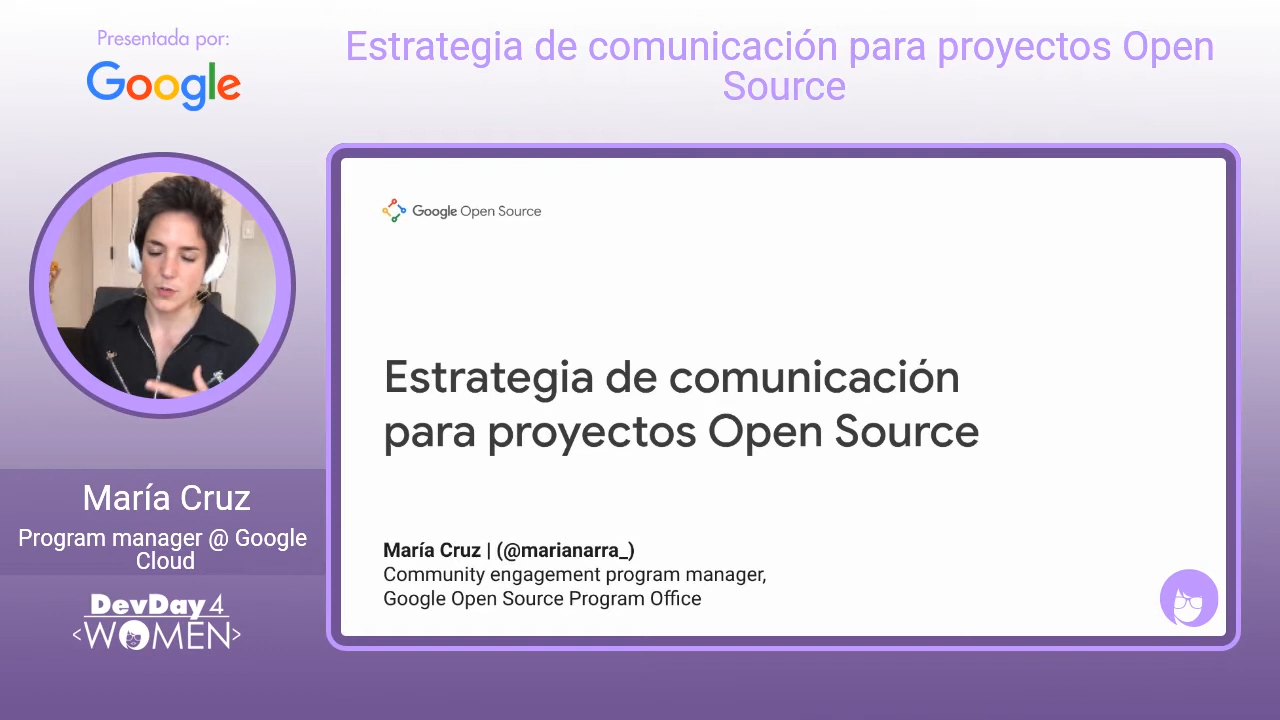 Presentada por:
Google
Estrategia de comunicación para proyectos Open
Source
Google Open Source
Estrategia de comunicación
para proyectos Open Source
María Cruz | (@marianarra_)
Community engagement program manager,
Google Open Source Program Office
María Cruz
Program manager @ Google
Cloud
DevDay 4
<WOMEN>